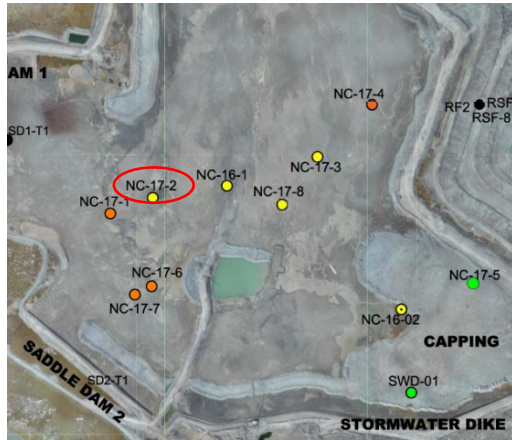 AM 1
NC-17-4
RF2
RSF
RSF-8
SD1-T1
NC-17-3
NC-16-1
NC-17-2
NC-17-1
NC-17-8
NC-17-6
NC-17-5
NC-17-7
NC-16-02
CAPPING
SADDLE DAM 2
SD2-T1
SWD-01
STORMWATER DIKE